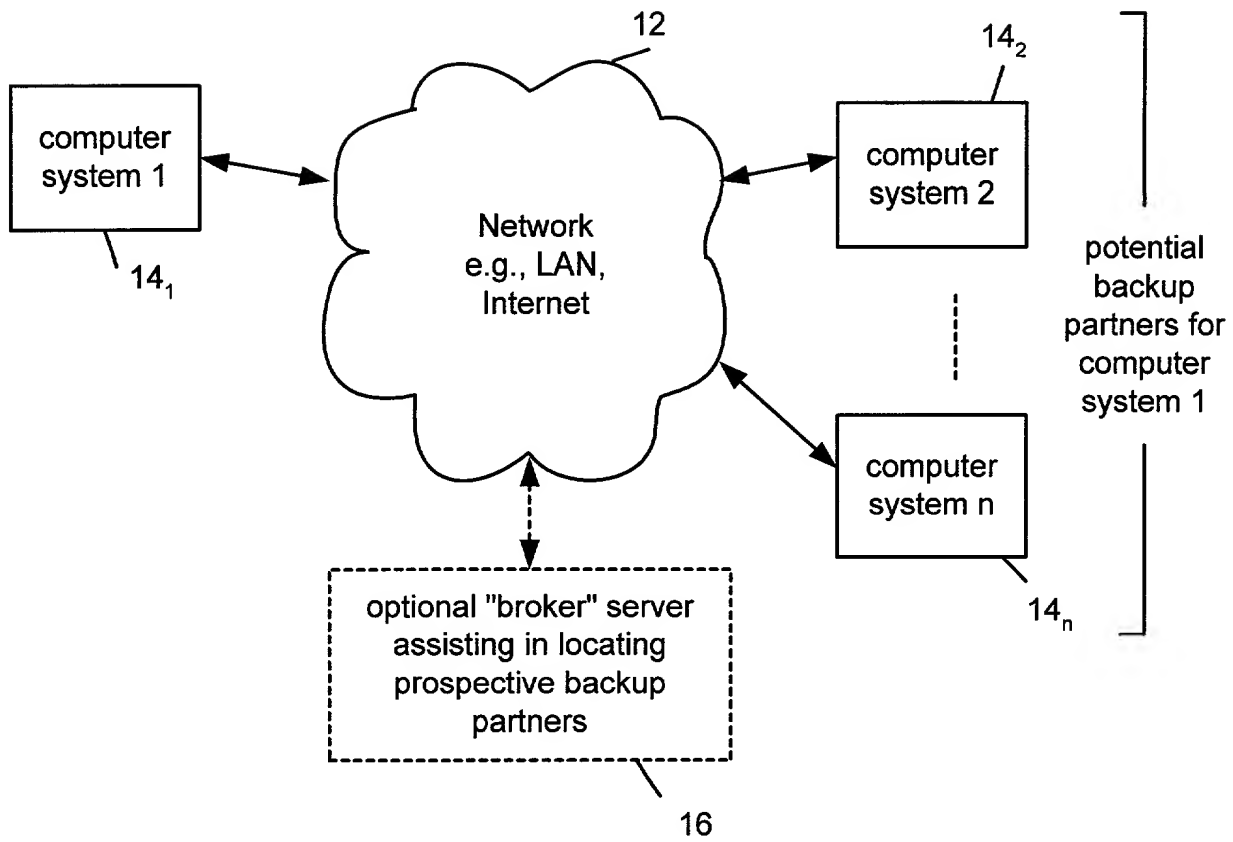 12
14₂
computer
system 1
14₁
Network
e.g., LAN,
Internet
computer
system 2
potential
backup
partners for
computer
system 1
computer
system n
14ₙ
optional "broker" server
assisting in locating
prospective backup
partners
16